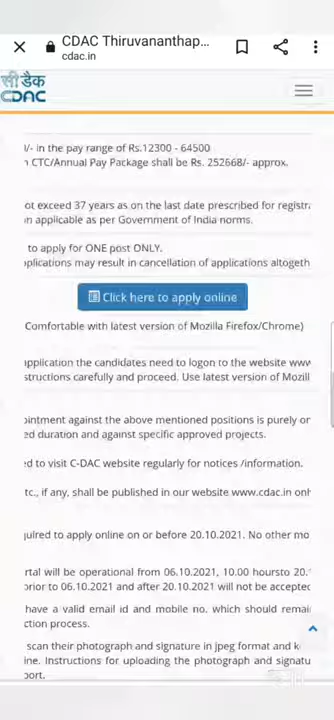 CDAC Thiruvananthap...
cdac.in
सी डैक
CDAC
/- in the pay range of Rs.12300 - 64500
CTC/Annual Pay Package shall be Rs. 252668/- approx.
ot exceed 37 years as on the last date prescribed for registr
n applicable as per Government of India norms.
to apply for ONE post ONLY.
pplications may result in cancellation of applications altogeth
Click here to apply online
Comfortable with latest version of Mozilla Firefox/Chrome)
pplication the candidates need to logon to the website www
structions carefully and proceed. Use latest version of Mozill
ointment against the above mentioned positions is purely or
ed duration and against specific approved projects.
ed to visit C-DAC website regularly for notices /information.
tc., if any, shall be published in our website www.cdac.in onl
uired to apply online on or before 20.10.2021. No other mo
rtal will be operational from 06.10.2021, 10.00 hoursto 20.
prior to 06.10.2021 and after 20.10.2021 will not be accepted
have a valid email id and mobile no. which should remai
ction process.
scan their photograph and signature in jpeg format and k
ine. Instructions for uploading the photograph and signatu
port.